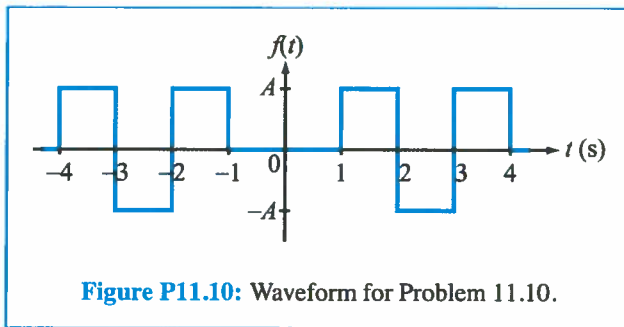 f(t)
A
t (s)
-4 -3 -2 -1 0 1 2 3 4
-A
Figure P11.10: Waveform for Problem 11.10.